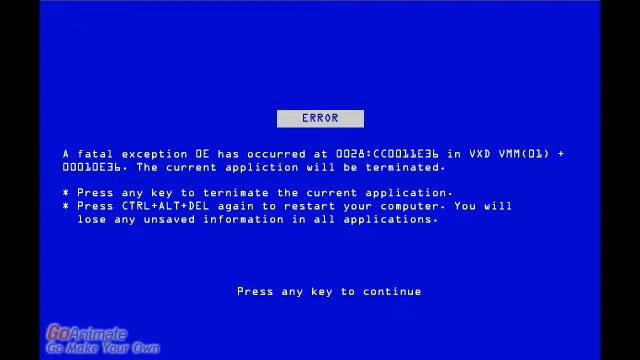 ERROR
A fatal exception 0E has occurred at 0028:CC0011E36 in VXD VMM(01) +
00010E36. The current appliction will be terminated.
* Press any key to ternimate the current application.
* Press CTRL+ALT+DEL again to restart your computer. You will
lose any unsaved information in all applications.
Press any key to continue
GoAnimate
Go Make Your Own